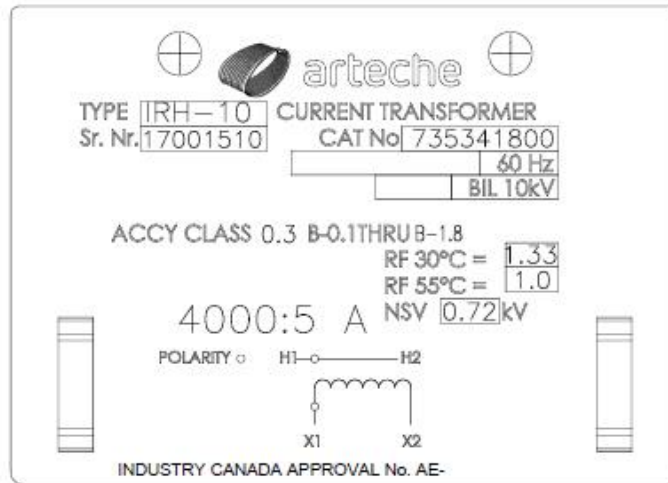 arteche
TYPE IRH-10 CURRENT TRANSFORMER
Sr. Nr. 17001510 CAT No 735341800
60 Hz
BIL 10kV
ACCY CLASS 0.3 B-0.1THRU B-1.8
RF 30ºC = 1.33
RF 55ºC = 1.0
4000:5 A NSV 0.72 kV
POLARITY H1 H2
X1 X2
INDUSTRY CANADA APPROVAL No. AE-